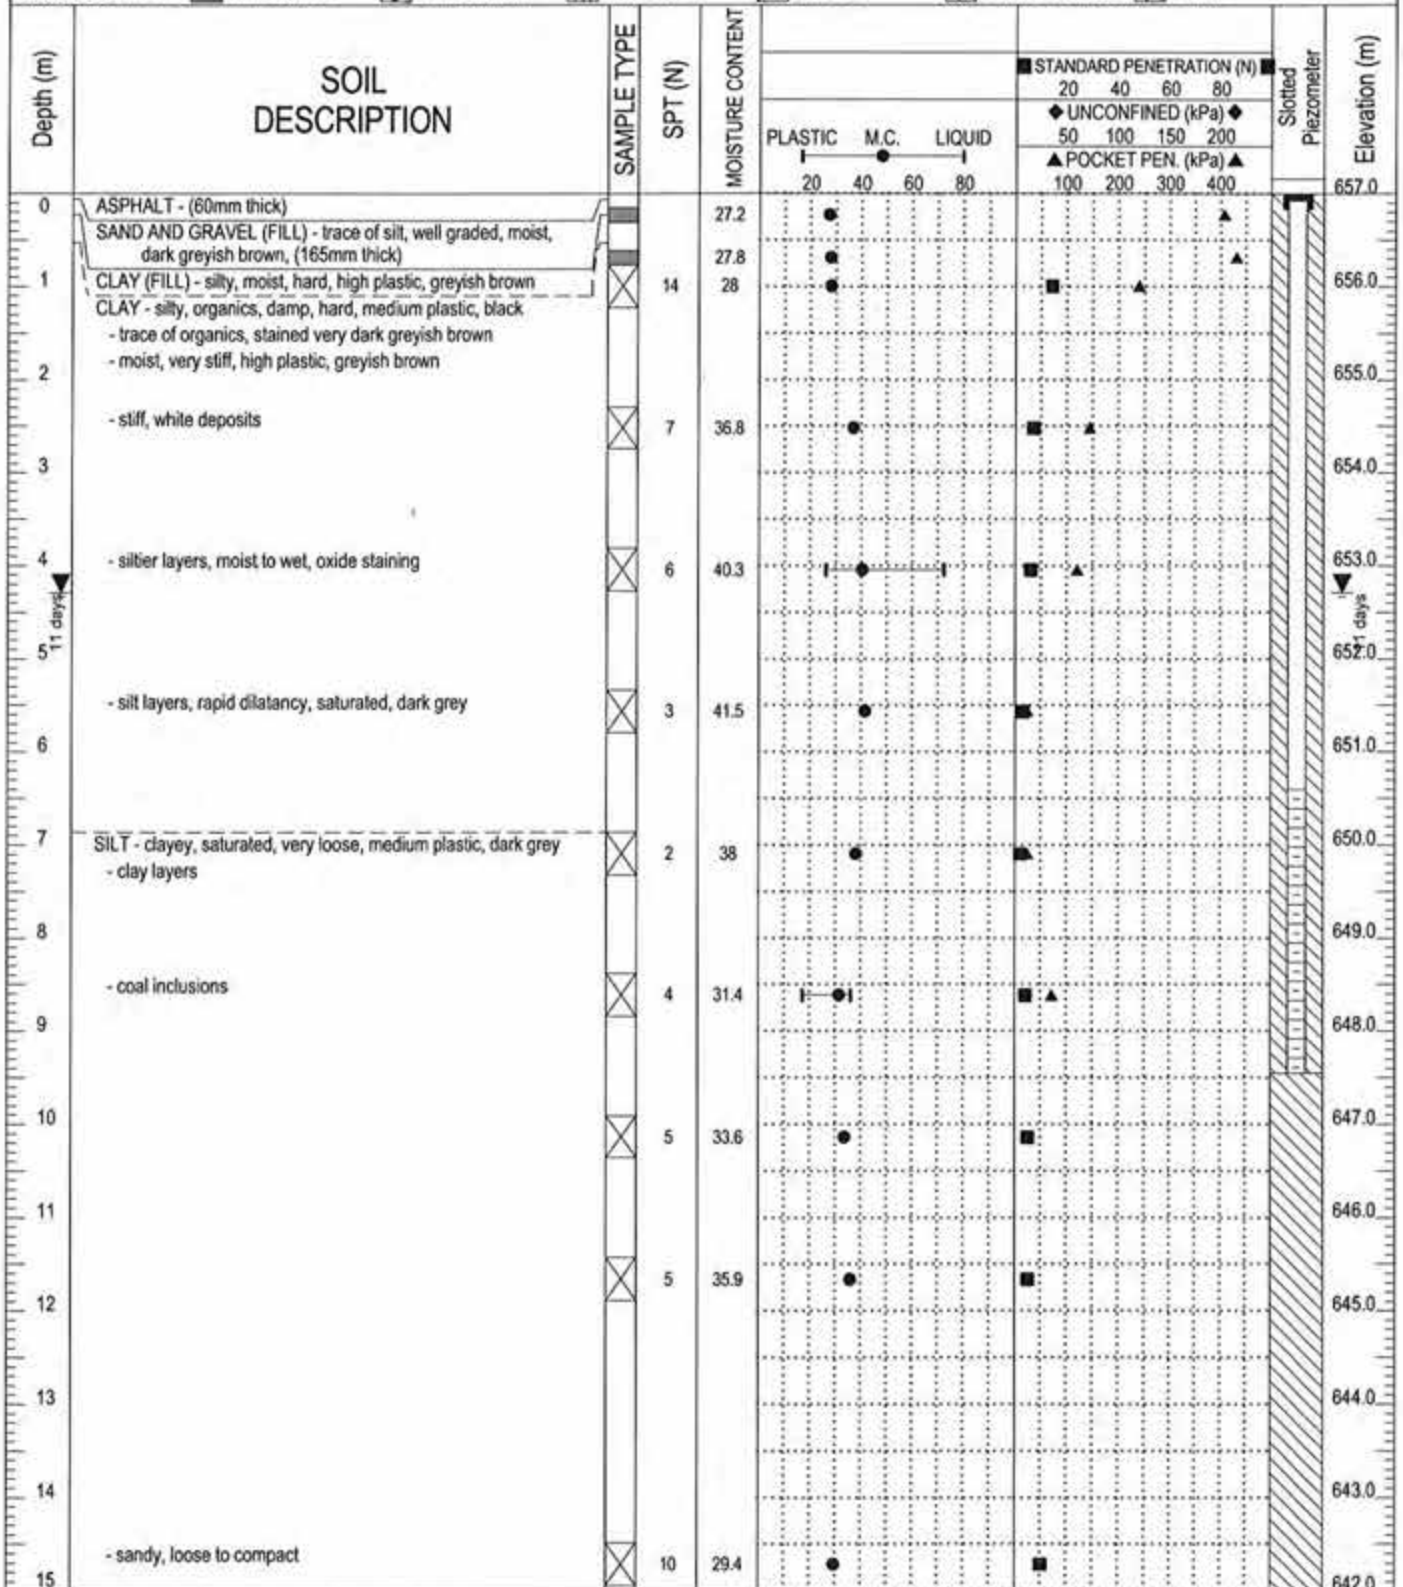 Depth (m)
SOIL
DESCRIPTION
SAMPLE TYPE
SPT (N)
MOISTURE CONTENT
PLASTIC M.C. LIQUID
20 40 60 80
■ STANDARD PENETRATION (N) ■
20 40 60 80
◆ UNCONFINED (kPa) ◆
50 100 150 200
▲ POCKET PEN. (kPa) ▲
100 200 300 400
Slotted
Piezometer
Elevation (m)
657.0
0 ASPHALT - (60mm thick) 27.2
SAND AND GRAVEL (FILL) - trace of silt, well graded, moist,
dark greyish brown, (165mm thick) 27.8
1 CLAY (FILL) - silty, moist, hard, high plastic, greyish brown 14 28 656.0
CLAY - silty, organics, damp, hard, medium plastic, black
- trace of organics, stained very dark greyish brown
- moist, very stiff, high plastic, greyish brown
2 655.0
- stiff, white deposits 7 36.8
3 654.0
4 - siltier layers, moist to wet, oxide staining 6 40.3 653.0
11 days 11 days
5 652.0
- silt layers, rapid dilatancy, saturated, dark grey 3 41.5
6 651.0
7 SILT - clayey, saturated, very loose, medium plastic, dark grey 2 38 650.0
- clay layers
8 649.0
- coal inclusions 4 31.4
9 648.0
10 647.0
5 33.6
11 646.0
5 35.9
12 645.0
13 644.0
14 643.0
- sandy, loose to compact 10 29.4
15 642.0